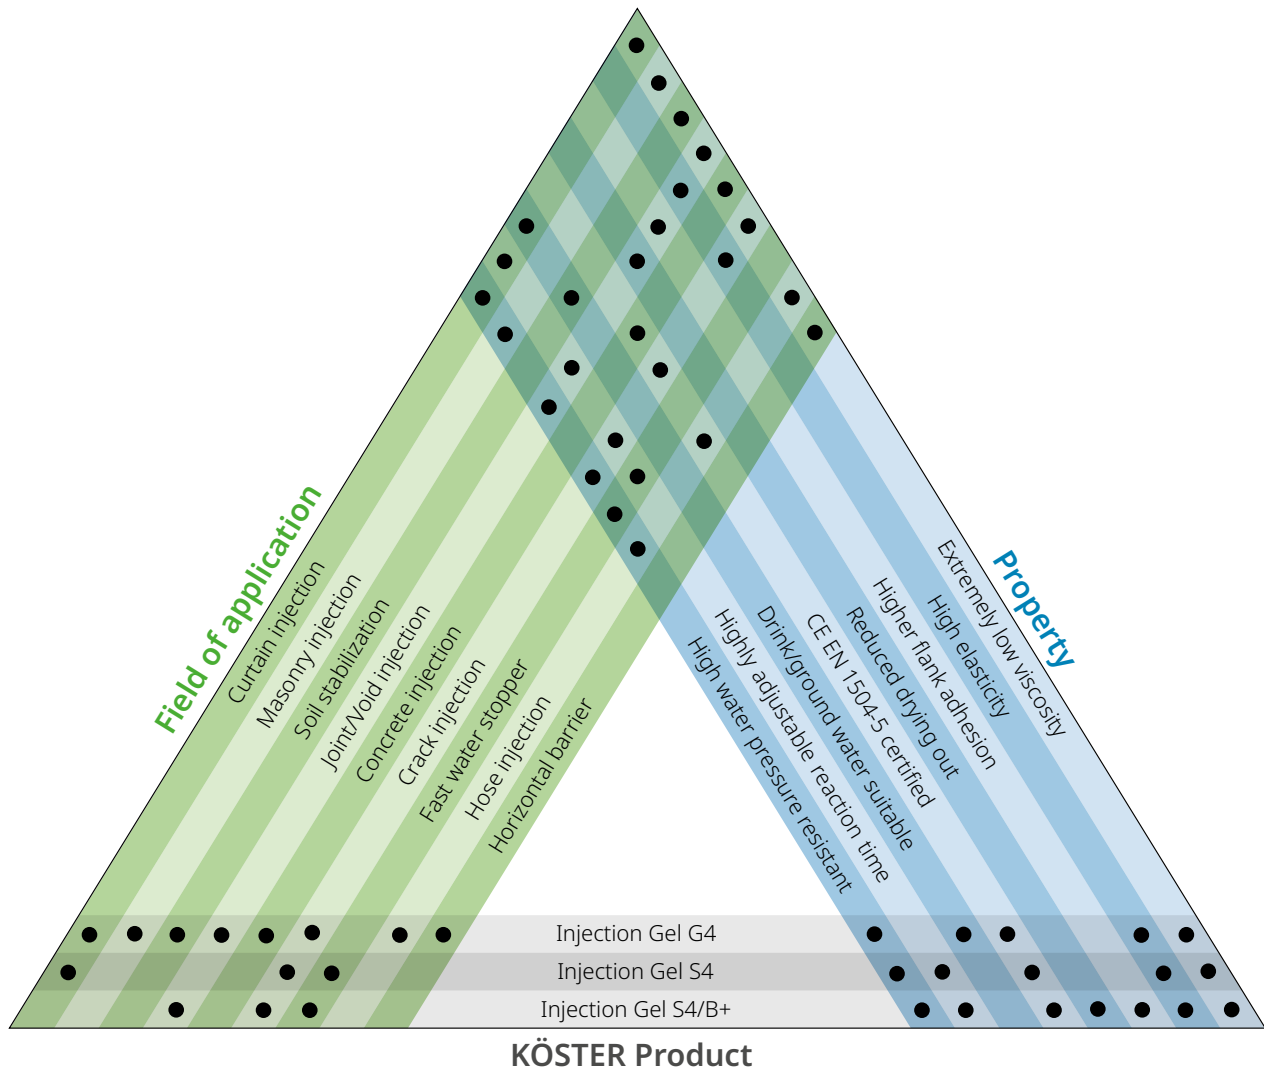 Field of application
Curtain injection
Masonry injection
Soil stabilization
Joint/Void injection
Concrete injection
Crack injection
Fast water stopper
Hose injection
Horizontal barrier
Property
Extremely low viscosity
High elasticity
Higher flank adhesion
Reduced drying out
CE EN 1504-5 certified
Drink/ground water suitable
Highly adjustable reaction time
High water pressure resistant
Injection Gel G4
Injection Gel S4
Injection Gel S4/B+
KÖSTER Product